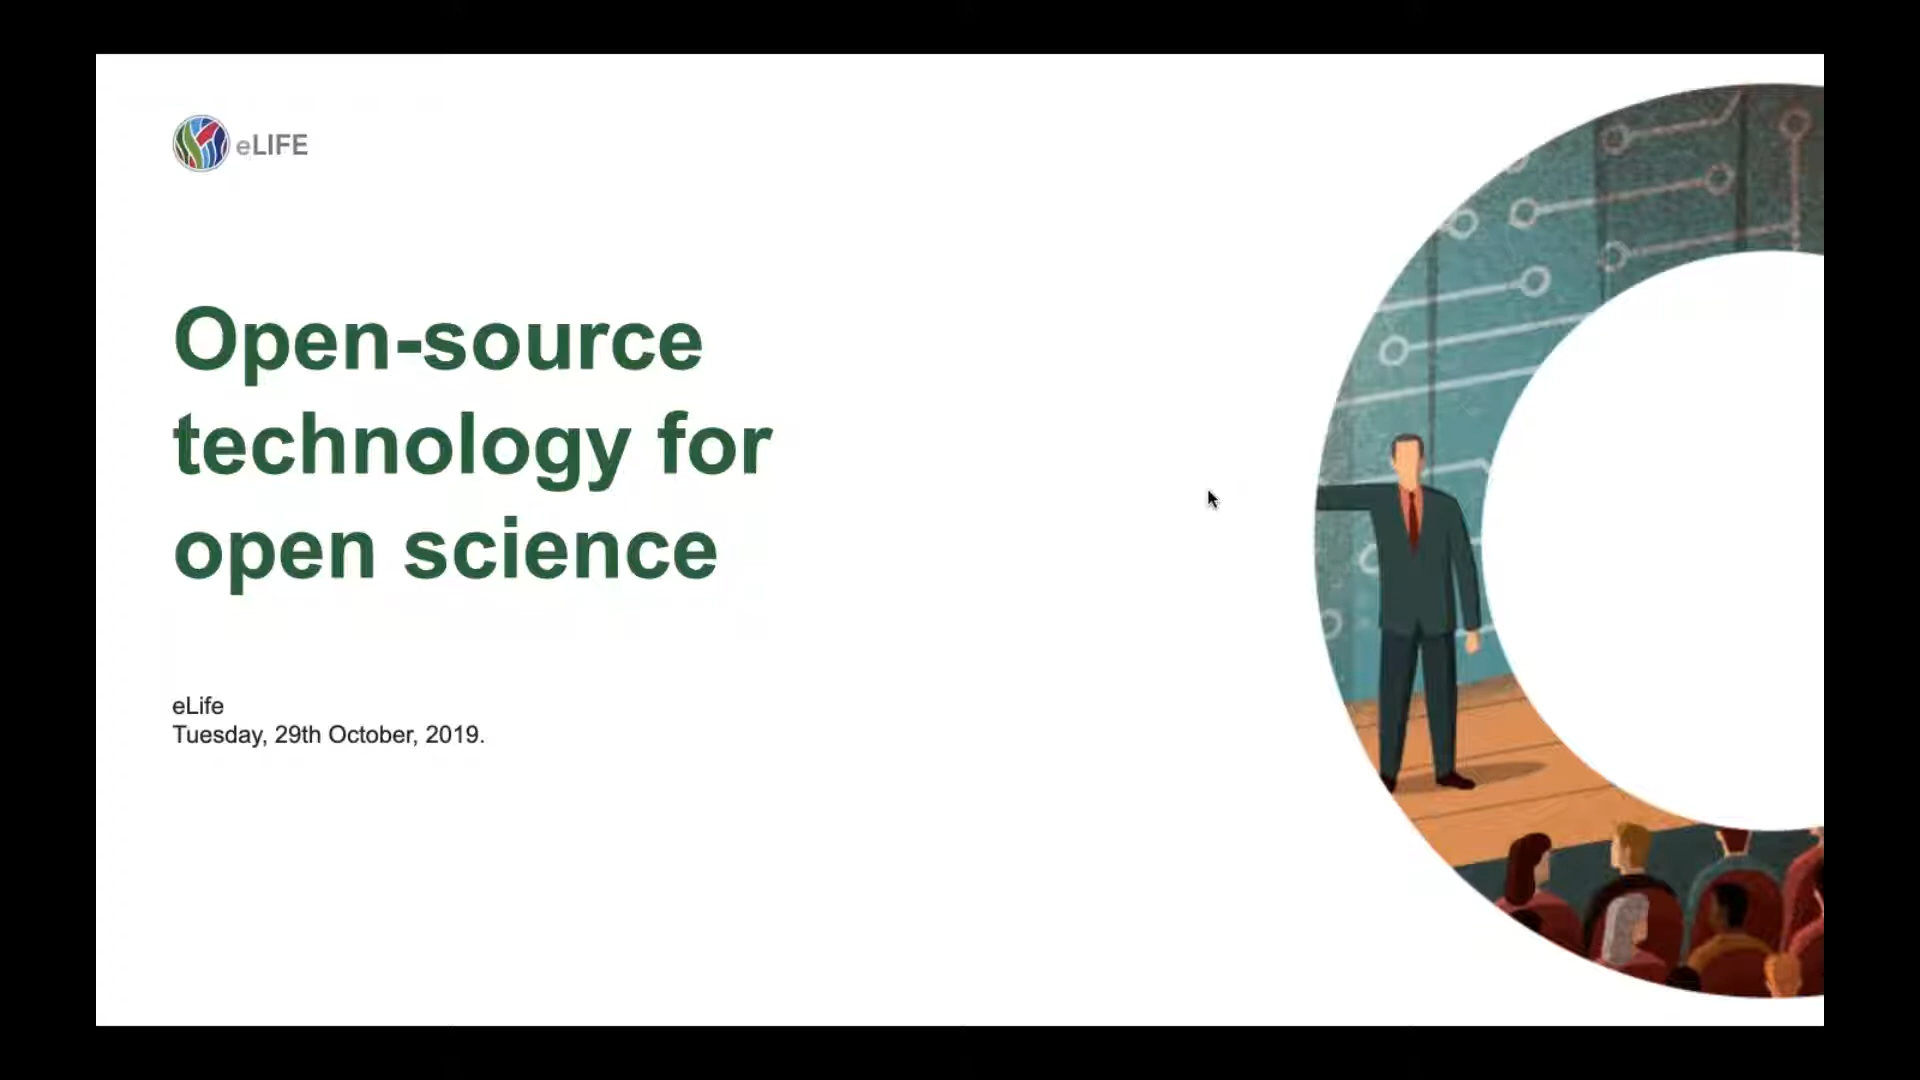 eLIFE
Open-source
technology for
open science
eLife
Tuesday, 29th October, 2019.